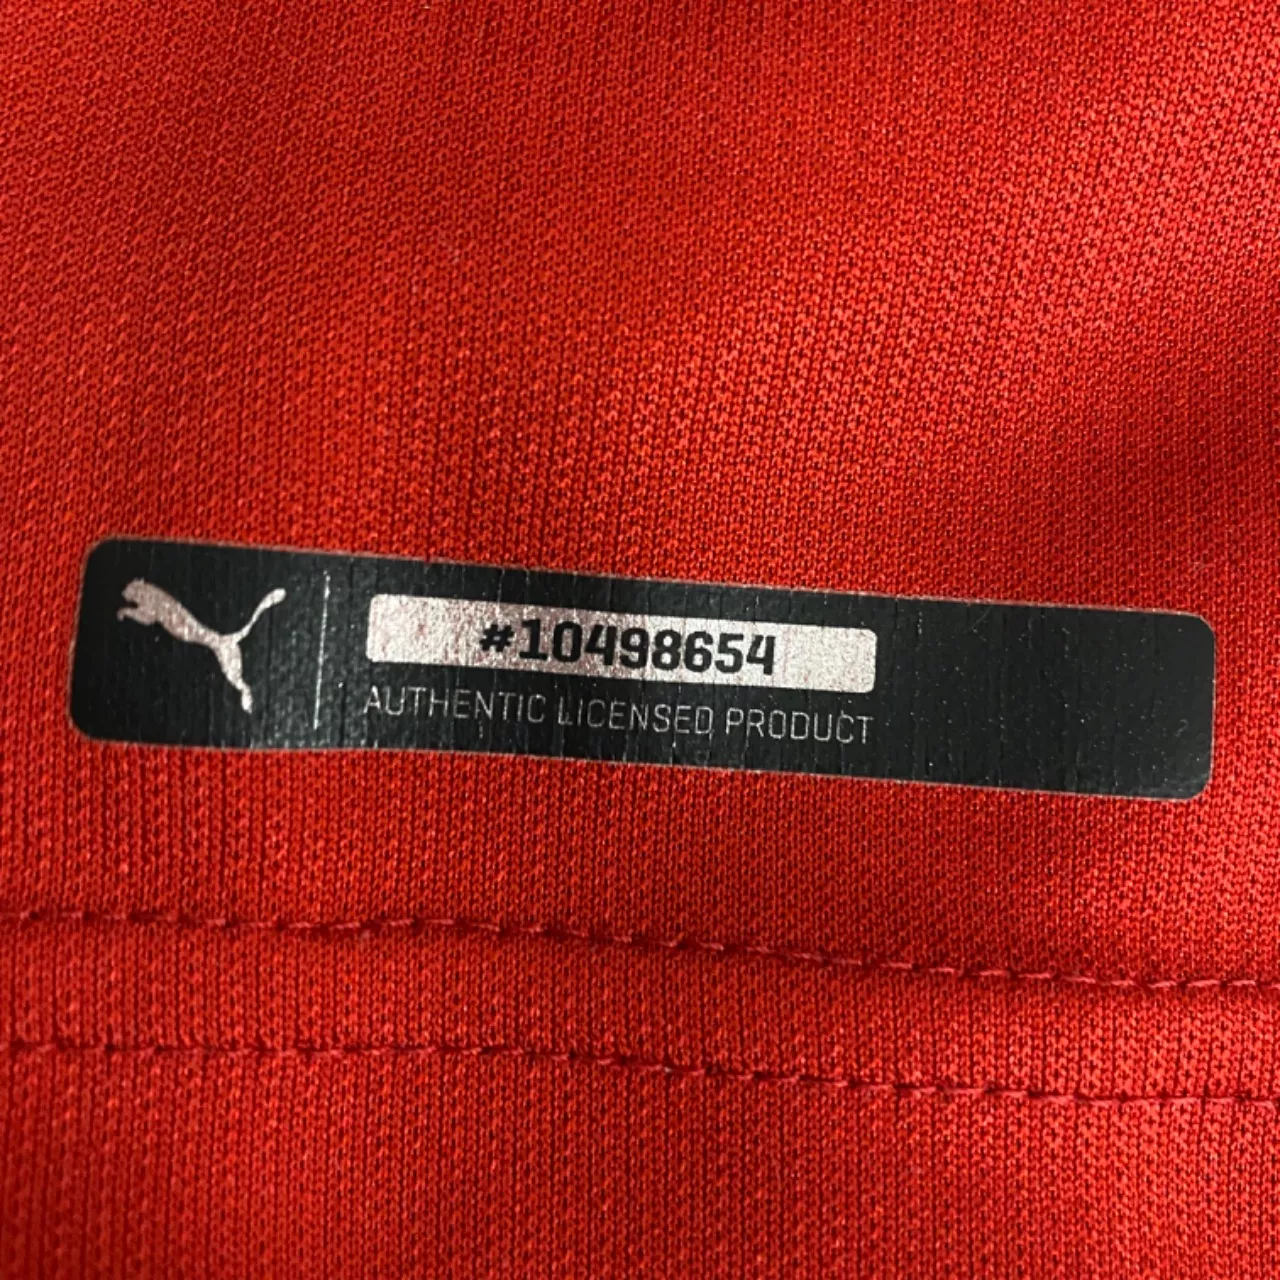 #10498654
AUTHENTIC LICENSED PRODUCT